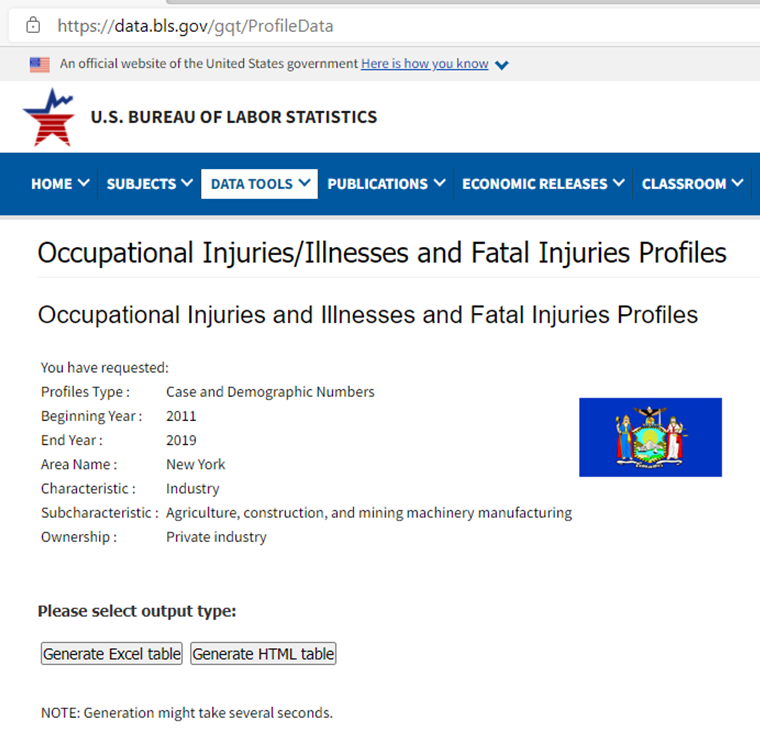 https://data.bls.gov/gqt/ProfileData
An official website of the United States government Here is how you know
U.S. BUREAU OF LABOR STATISTICS
HOME SUBJECTS DATA TOOLS PUBLICATIONS ECONOMIC RELEASES CLASSROOM
Occupational Injuries/Illnesses and Fatal Injuries Profiles
Occupational Injuries and Illnesses and Fatal Injuries Profiles
You have requested:
Profiles Type : Case and Demographic Numbers
Beginning Year : 2011
End Year : 2019
Area Name : New York
Characteristic : Industry
Subcharacteristic : Agriculture, construction, and mining machinery manufacturing
Ownership : Private industry
Please select output type:
Generate Excel table Generate HTML table
NOTE: Generation might take several seconds.